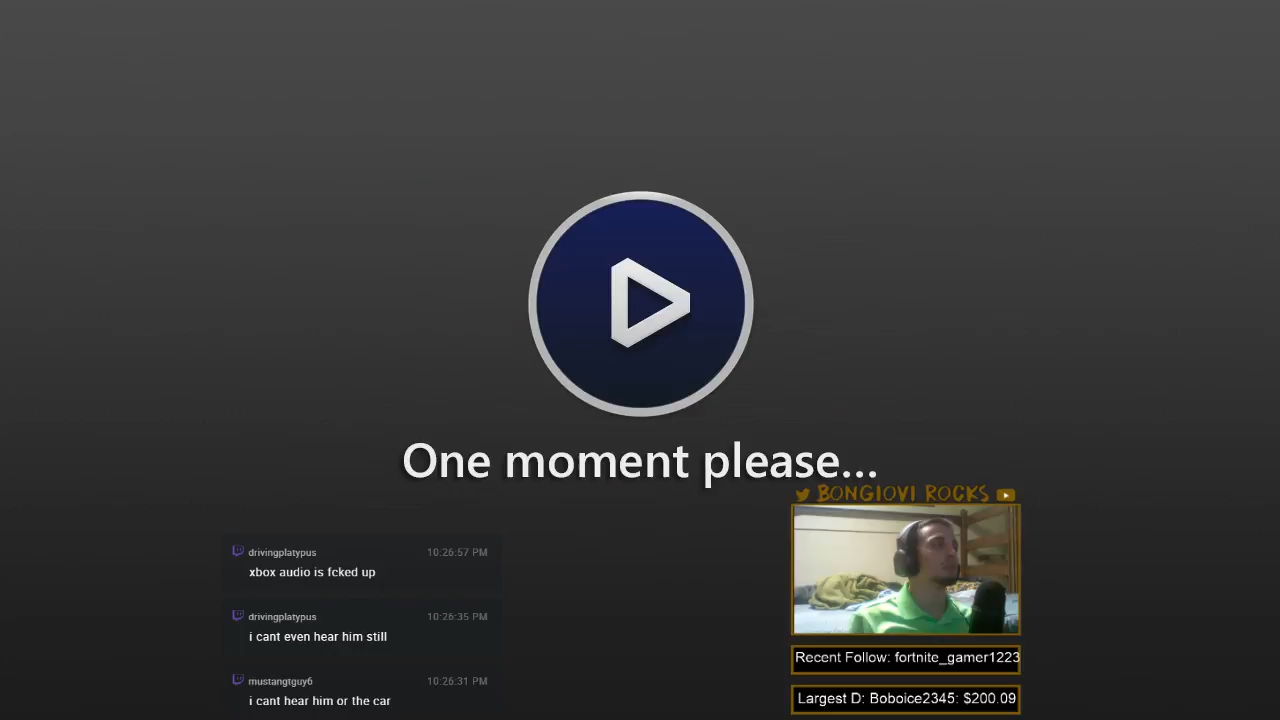 One moment please...
BONGIOVI ROCKS
drivingplatypus 10:26:57 PM
xbox audio is fcked up
drivingplatypus 10:26:35 PM
i cant even hear him still
mustangtguy6 10:26:31 PM
i cant hear him or the car
Recent Follow: fortnite_gamer1223
Largest D: Boboice2345: $200.09